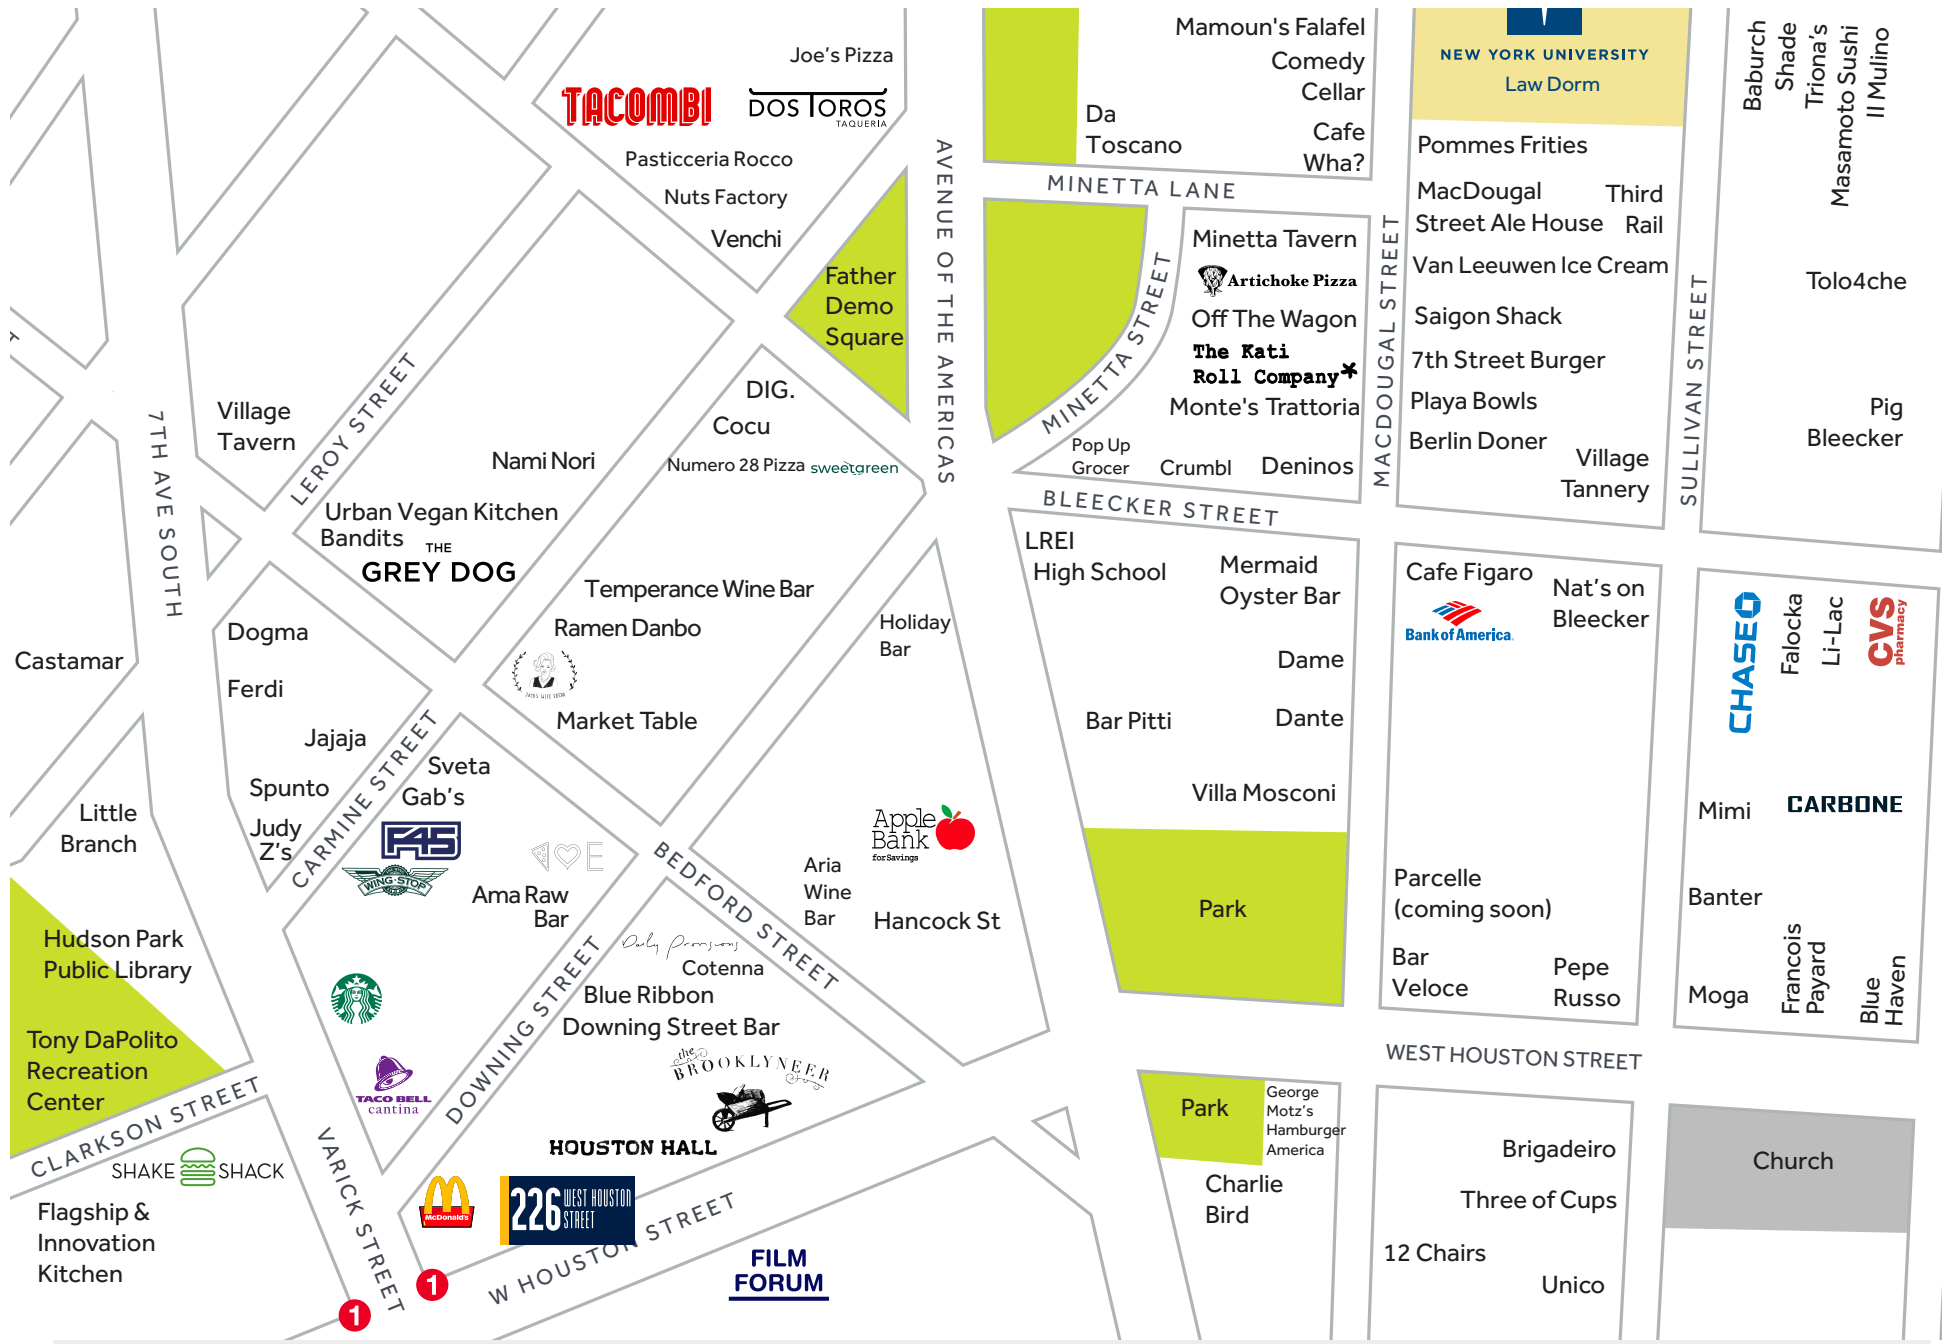 Joe's Pizza
TACOMBI
DOS TOROS
TAQUERIA
Pasticceria Rocco
Nuts Factory
Venchi
Father
Demo
Square
AVENUE OF THE AMERICAS
Mamoun's Falafel
Comedy
Cellar
Da
Toscano
Cafe
Wha?
MINETTA LANE
NEW YORK UNIVERSITY
Law Dorm
Pommes Frities
MacDougal
Street Ale House
Third
Rail
Van Leeuwen Ice Cream
Saigon Shack
7th Street Burger
Playa Bowls
Berlin Doner
Village
Tannery
Baburch
Shade
Triona's
Masamoto Sushi
Il Mulino
Tolo4che
Pig
Bleecker
SULLIVAN STREET
MACDOUGAL STREET
MINETTA STREET
Minetta Tavern
Artichoke Pizza
Off The Wagon
The Kati
Roll Company
Monte's Trattoria
Pop Up
Grocer
Crumbl
Deninos
BLEECKER STREET
7TH AVE SOUTH
Village
Tavern
LEROY STREET
Nami Nori
Urban Vegan Kitchen
Bandits
THE
GREY DOG
DIG.
Cocu
Numero 28 Pizza
sweetgreen
Temperance Wine Bar
Ramen Danbo
JACK'S WIFE FREDA
Market Table
Holiday
Bar
LREI
High School
Mermaid
Oyster Bar
Dame
Dante
Bar Pitti
Villa Mosconi
Park
Cafe Figaro
Bank of America
Nat's on
Bleecker
Parcelle
(coming soon)
Bar
Veloce
Pepe
Russo
CHASE
Falocka
Li-Lac
CVS
pharmacy
Mimi
CARBONE
Banter
Moga
Francois
Payard
Blue
Haven
Castamar
Dogma
Ferdi
Jajaja
Spunto
Judy
Z's
CARMINE STREET
Sveta
Gab's
F45
WING·STOP
E
Ama Raw
Bar
Little
Branch
Hudson Park
Public Library
Tony DaPolito
Recreation
Center
CLARKSON STREET
SHAKE SHACK
Flagship &
Innovation
Kitchen
VARICK STREET
TACO BELL
cantina
DOWNING STREET
BEDFORD STREET
Daily Provisions
Cotenna
Blue Ribbon
Downing Street Bar
the
BROOKLYNEER
HOUSTON HALL
Apple
Bank
for Savings
Aria
Wine
Bar
Hancock St
McDonald's
226 WEST HOUSTON
STREET
W HOUSTON STREET
1
1
FILM
FORUM
WEST HOUSTON STREET
Park
George
Motz's
Hamburger
America
Charlie
Bird
Brigadeiro
Three of Cups
12 Chairs
Unico
Church